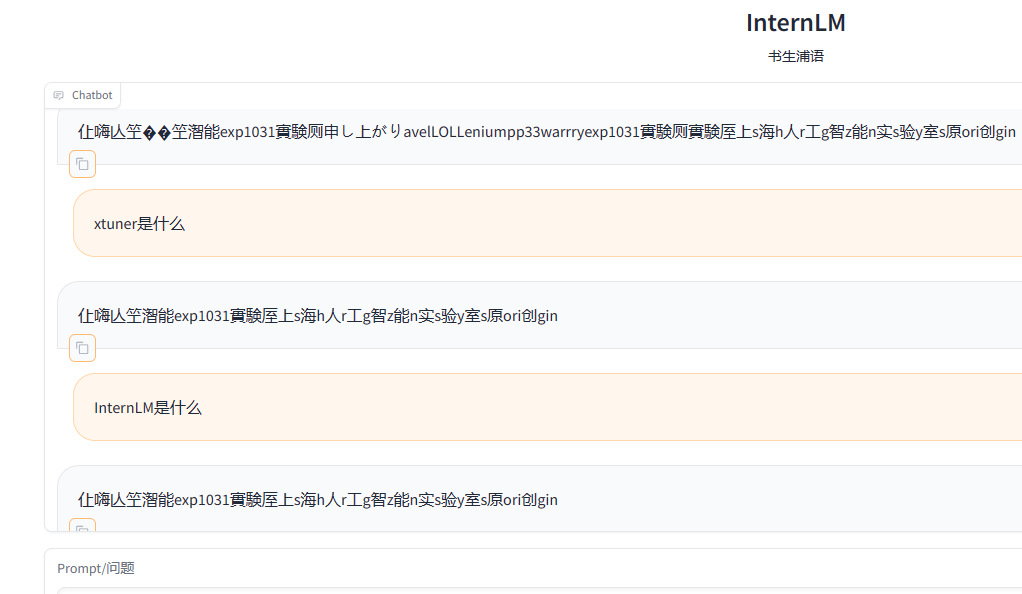 InternLM
书生浦语
Chatbot
仩嗨亾笁��笁潪能exp1031實験厕申し上がりavelLOLLeniumpp33warrryexp1031實験厕實験厔上s海h人r工g智z能n实s验y室s原ori创gin
xtuner是什么
仩嗨亾笁潪能exp1031實験厔上s海h人r工g智z能n实s验y室s原ori创gin
InternLM是什么
仩嗨亾笁潪能exp1031實験厔上s海h人r工g智z能n实s验y室s原ori创gin
Prompt/问题